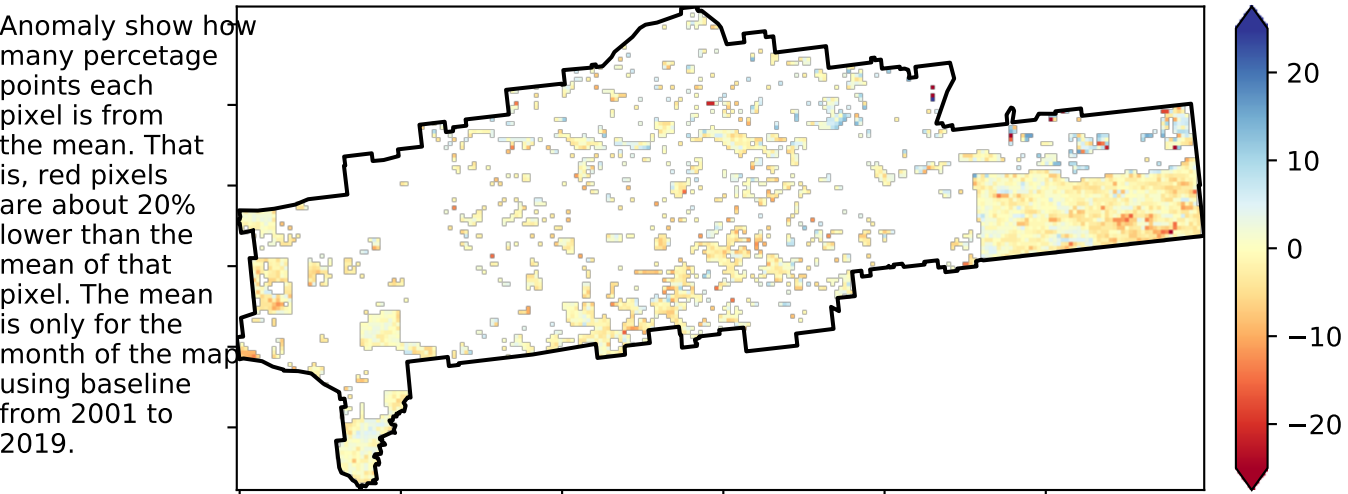 Anomaly show how
many percetage
points each
pixel is from
the mean. That
is, red pixels
are about 20%
lower than the
mean of that
pixel. The mean
is only for the
month of the map
using baseline
from 2001 to
2019.
20
10
0
−10
−20